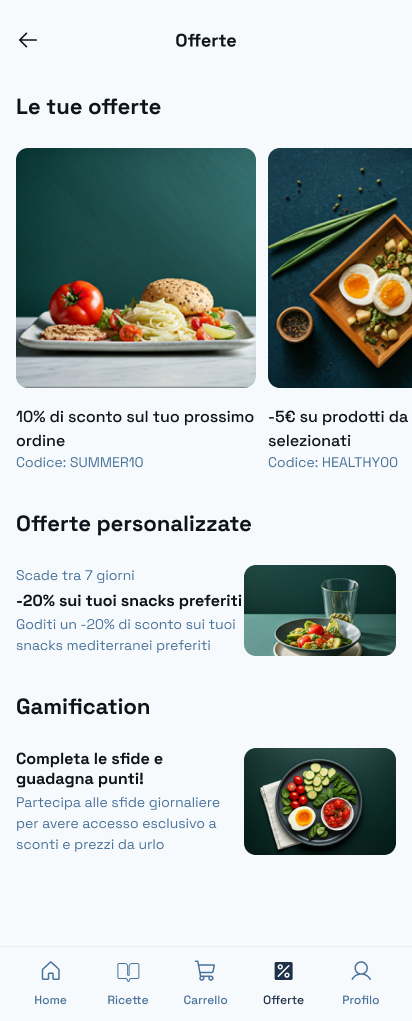 Offerte
Le tue offerte
10% di sconto sul tuo prossimo
ordine
Codice: SUMMER10
-5€ su prodotti da
selezionati
Codice: HEALTHY00
Offerte personalizzate
Scade tra 7 giorni
-20% sui tuoi snacks preferiti
Goditi un -20% di sconto sui tuoi
snacks mediterranei preferiti
Gamification
Completa le sfide e
guadagna punti!
Partecipa alle sfide giornaliere
per avere accesso esclusivo a
sconti e prezzi da urlo
Home
Ricette
Carrello
Offerte
Profilo